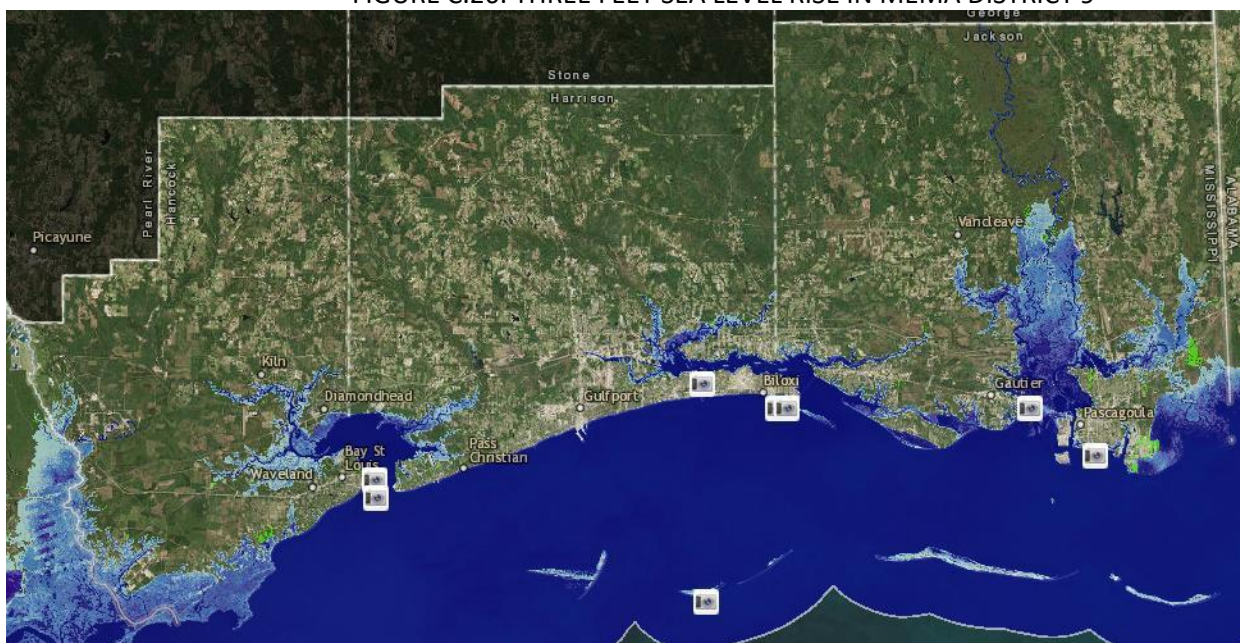 FIGURE C.20: THREE FEET SEA LEVEL RISE IN MEMA DISTRICT 9
George
Jackson
Stone
Harrison
Pearl River
Hancock
MISSISSIPPI
ALABAMA
Picayune
Vancleave
Kiln
Diamondhead
Biloxi
Gautier
Gulfport
Pascagoula
Pass
Christian
Bay St
Louis
Waveland